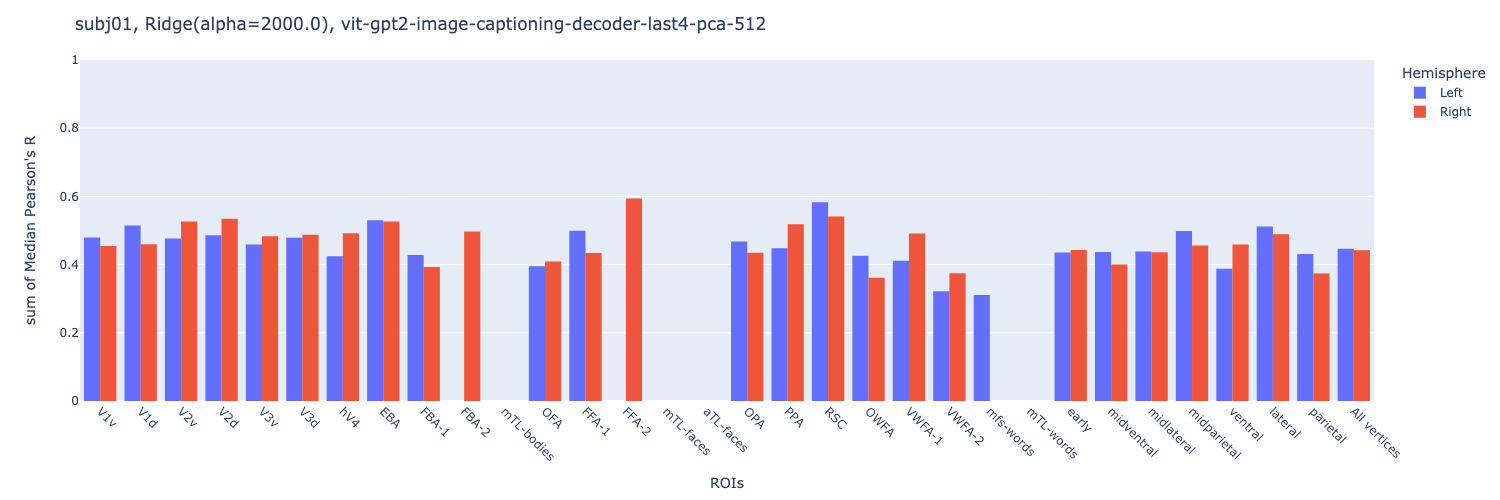 subj01, Ridge(alpha=2000.0), vit-gpt2-image-captioning-decoder-last4-pca-512
Hemisphere
Left
Right
sum of Median Pearson's R
1
0.8
0.6
0.4
0.2
0
V1v
V1d
V2v
V2d
V3v
V3d
hV4
EBA
FBA-1
FBA-2
mTL-bodies
OFA
FFA-1
FFA-2
mTL-faces
aTL-faces
OPA
PPA
RSC
OWFA
VWFA-1
VWFA-2
mfs-words
mTL-words
early
midventral
midlateral
midparietal
ventral
lateral
parietal
All vertices
ROIs